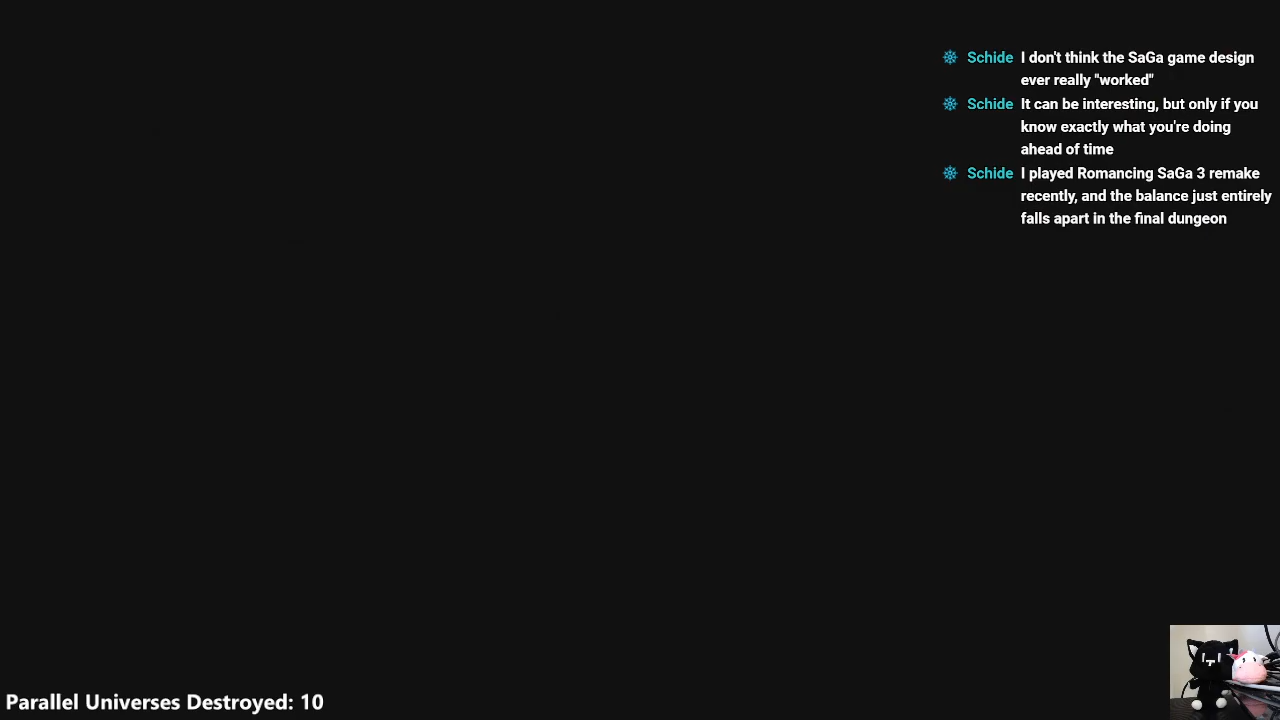 Schide I don't think the SaGa game design
ever really "worked"
Schide It can be interesting, but only if you
know exactly what you're doing
ahead of time
Schide I played Romancing SaGa 3 remake
recently, and the balance just entirely
falls apart in the final dungeon
Parallel Universes Destroyed: 10